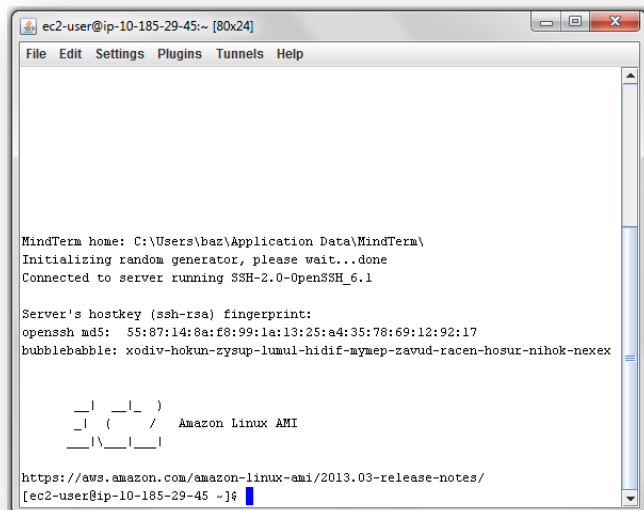 ec2-user@ip-10-185-29-45:~ [80x24]
File Edit Settings Plugins Tunnels Help
MindTerm home: C:\Users\baz\Application Data\MindTerm\
Initializing random generator, please wait...done
Connected to server running SSH-2.0-OpenSSH_6.1
Server's hostkey (ssh-rsa) fingerprint:
openssh md5:  55:87:14:8a:f8:99:1a:13:25:a4:35:78:69:12:92:17
bubblebabble: xodiv-hokun-zysup-lumul-hidif-mymep-zavud-racen-hosur-nihok-nexex
       __|  __|_  )
       _|  (     /   Amazon Linux AMI
      ___|\___|___|
https://aws.amazon.com/amazon-linux-ami/2013.03-release-notes/
[ec2-user@ip-10-185-29-45 ~]$